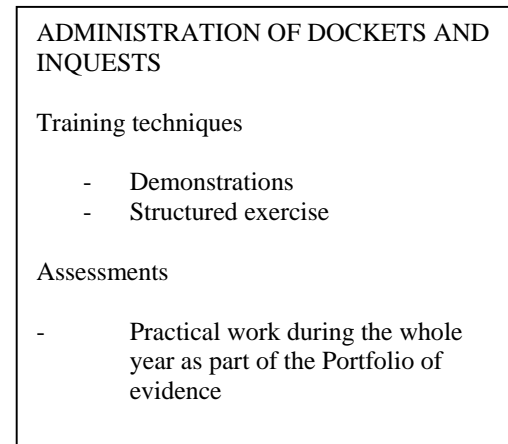 ADMINISTRATION OF DOCKETS AND
INQUESTS
Training techniques
- Demonstrations
- Structured exercise
Assessments
- Practical work during the whole
year as part of the Portfolio of
evidence